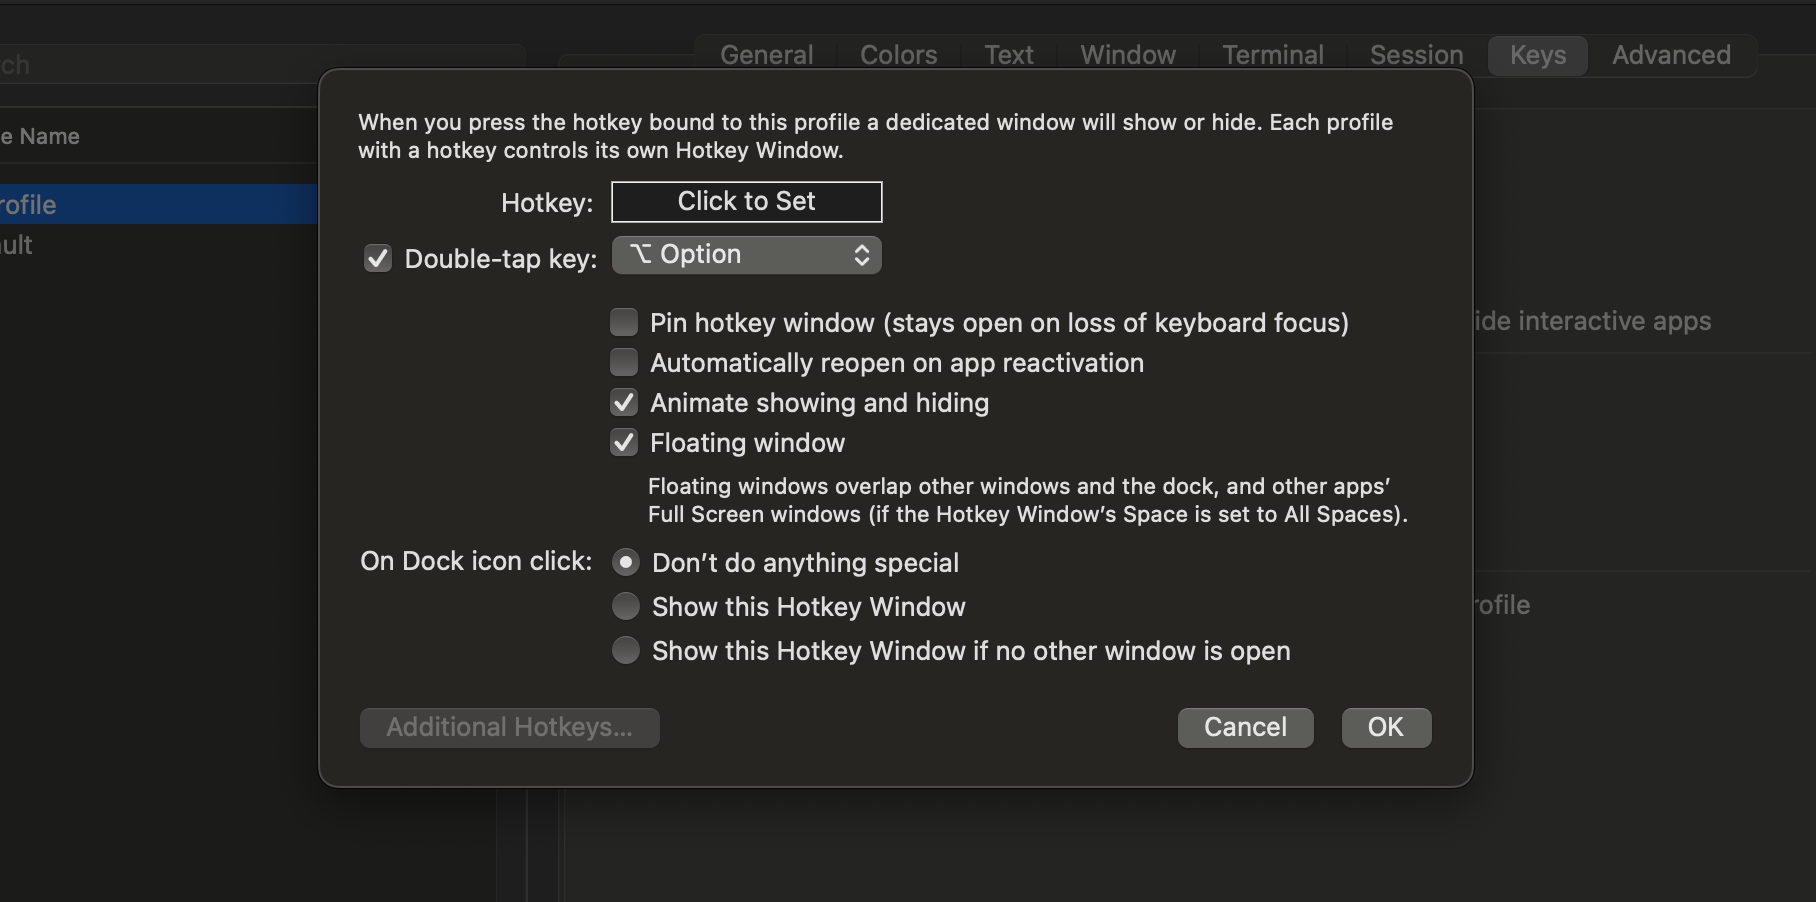 ch
General
Colors
Text
Window
Terminal
Session
Keys
Advanced
e Name
rofile
ult
When you press the hotkey bound to this profile a dedicated window will show or hide. Each profile
with a hotkey controls its own Hotkey Window.
Hotkey: Click to Set
Double-tap key: ⌥ Option
Pin hotkey window (stays open on loss of keyboard focus)
Automatically reopen on app reactivation
Animate showing and hiding
Floating window
Floating windows overlap other windows and the dock, and other apps’
Full Screen windows (if the Hotkey Window’s Space is set to All Spaces).
On Dock icon click: Don’t do anything special
Show this Hotkey Window
Show this Hotkey Window if no other window is open
ide interactive apps
rofile
Additional Hotkeys...
Cancel
OK